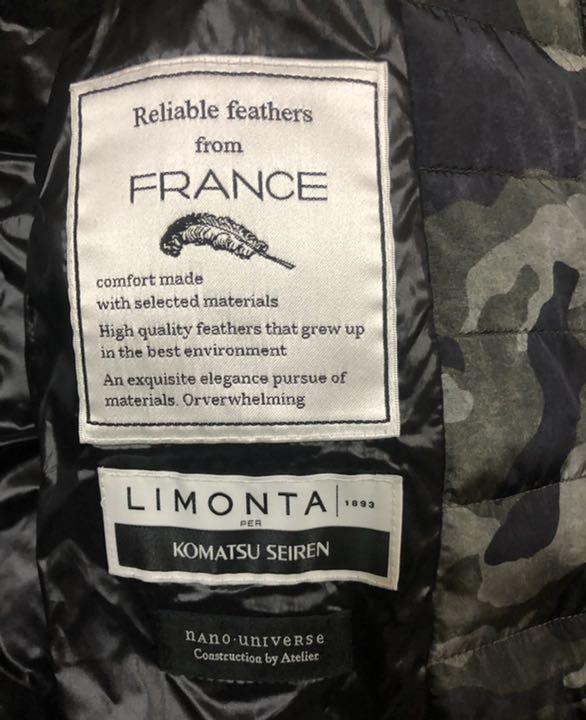 Reliable feathers
from
FRANCE
comfort made
with selected materials
High quality feathers that grew up
in the best environment
An exquisite elegance pursue of
materials. Orverwhelming
LIMONTA 1893
PER
KOMATSU SEIREN
nano·universe
Construction by Atelier